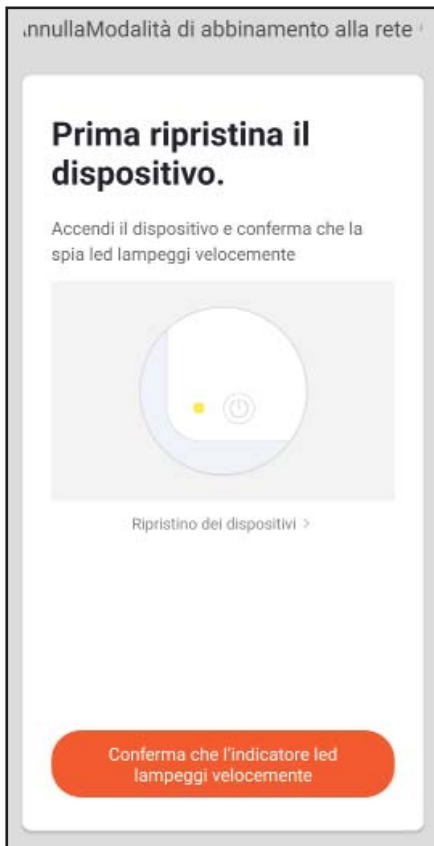 nnullaModalità di abbinamento alla rete
Prima ripristina il
dispositivo.
Accendi il dispositivo e conferma che la
spia led lampeggi velocemente
Ripristino dei dispositivi >
Conferma che l'indicatore led
lampeggi velocemente